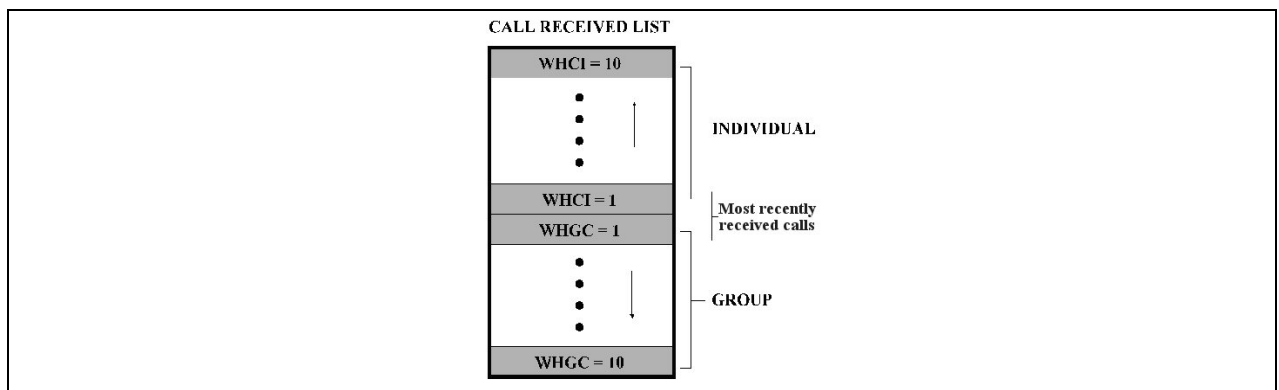 CALL RECEIVED LIST
WHCI = 10
INDIVIDUAL
WHCI = 1
Most recently
received calls
WHGC = 1
GROUP
WHGC = 10